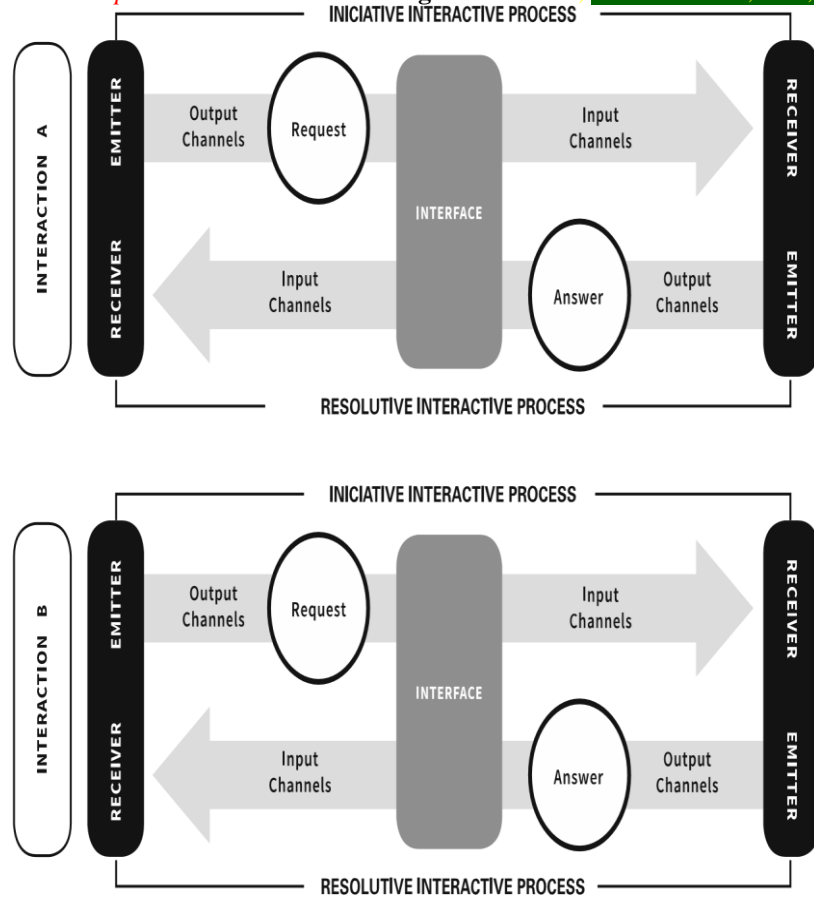 INICIATIVE INTERACTIVE PROCESS
INTERACTION A
EMITTER
RECEIVER
Output
Channels
Request
INTERFACE
Input
Channels
RECEIVER
EMITTER
Input
Channels
Answer
Output
Channels
RESOLUTIVE INTERACTIVE PROCESS
INICIATIVE INTERACTIVE PROCESS
INTERACTION B
EMITTER
RECEIVER
Output
Channels
Request
INTERFACE
Input
Channels
RECEIVER
EMITTER
Input
Channels
Answer
Output
Channels
RESOLUTIVE INTERACTIVE PROCESS